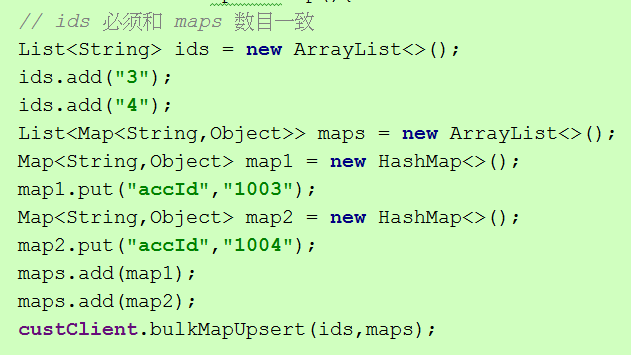 // ids 必须和 maps 数目一致
List<String> ids = new ArrayList<>();
ids.add("3");
ids.add("4");
List<Map<String,Object>> maps = new ArrayList<>();
Map<String,Object> map1 = new HashMap<>();
map1.put("accId","1003");
Map<String,Object> map2 = new HashMap<>();
map2.put("accId","1004");
maps.add(map1);
maps.add(map2);
custClient.bulkMapUpsert(ids,maps);